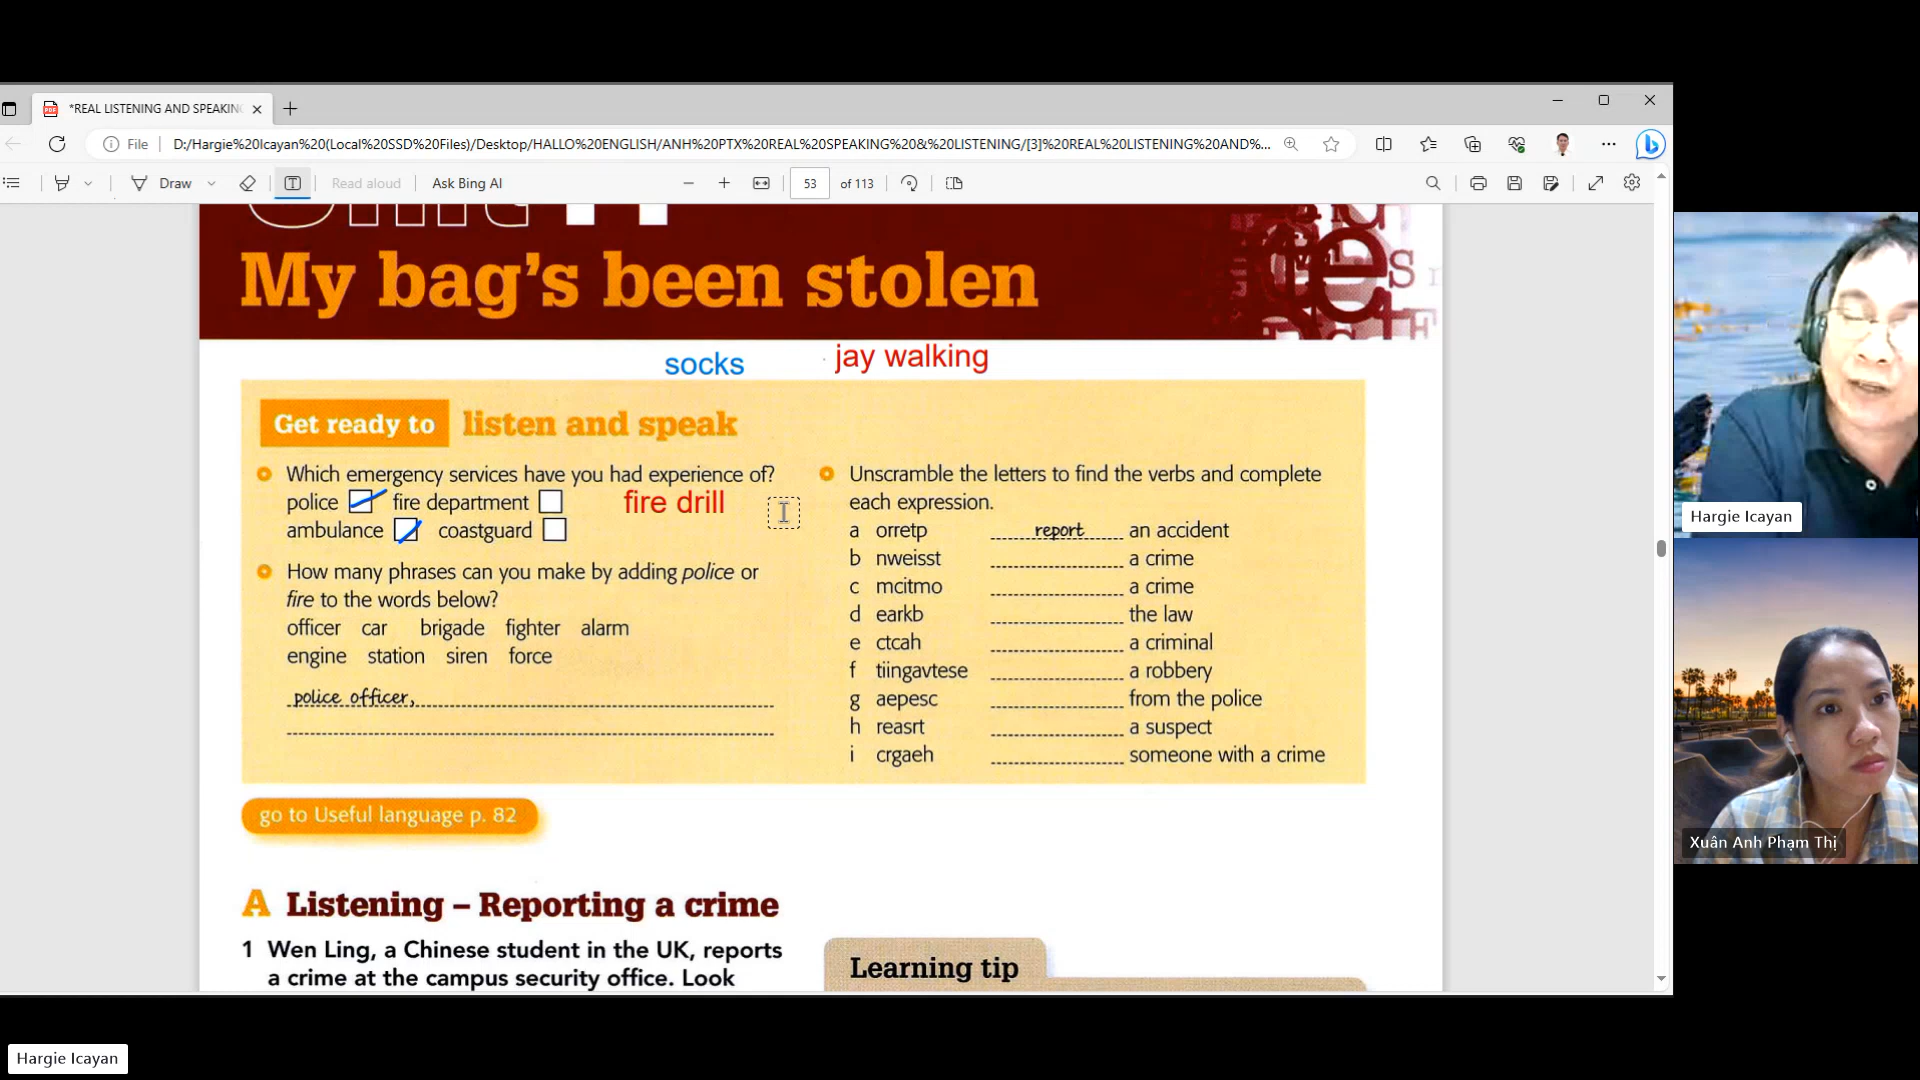 *REAL LISTENING AND SPEAKING
File
D:/Hargie%20Icayan%20(Local%20SSD%20Files)/Desktop/HALLO%20ENGLISH/ANH%20PTX%20REAL%20SPEAKING%20&%20LISTENING/[3]%20REAL%20LISTENING%20AND%...
Draw
Read aloud
Ask Bing AI
53
of 113
My bag's been stolen
socks
jay walking
Get ready to listen and speak
Which emergency services have you had experience of?
police
fire department
fire drill
ambulance
coastguard
How many phrases can you make by adding police or
fire to the words below?
officer car brigade fighter alarm
engine station siren force
police officer,
Unscramble the letters to find the verbs and complete
each expression.
a orretp report an accident
b nweisst a crime
c mcitmo a crime
d earkb the law
e ctcah a criminal
f tiingavtese a robbery
g aepesc from the police
h reasrt a suspect
i crgaeh someone with a crime
go to Useful language p. 82
A Listening – Reporting a crime
1 Wen Ling, a Chinese student in the UK, reports
a crime at the campus security office. Look
Learning tip
Hargie Icayan
Xuân Anh Phạm Thị
Hargie Icayan